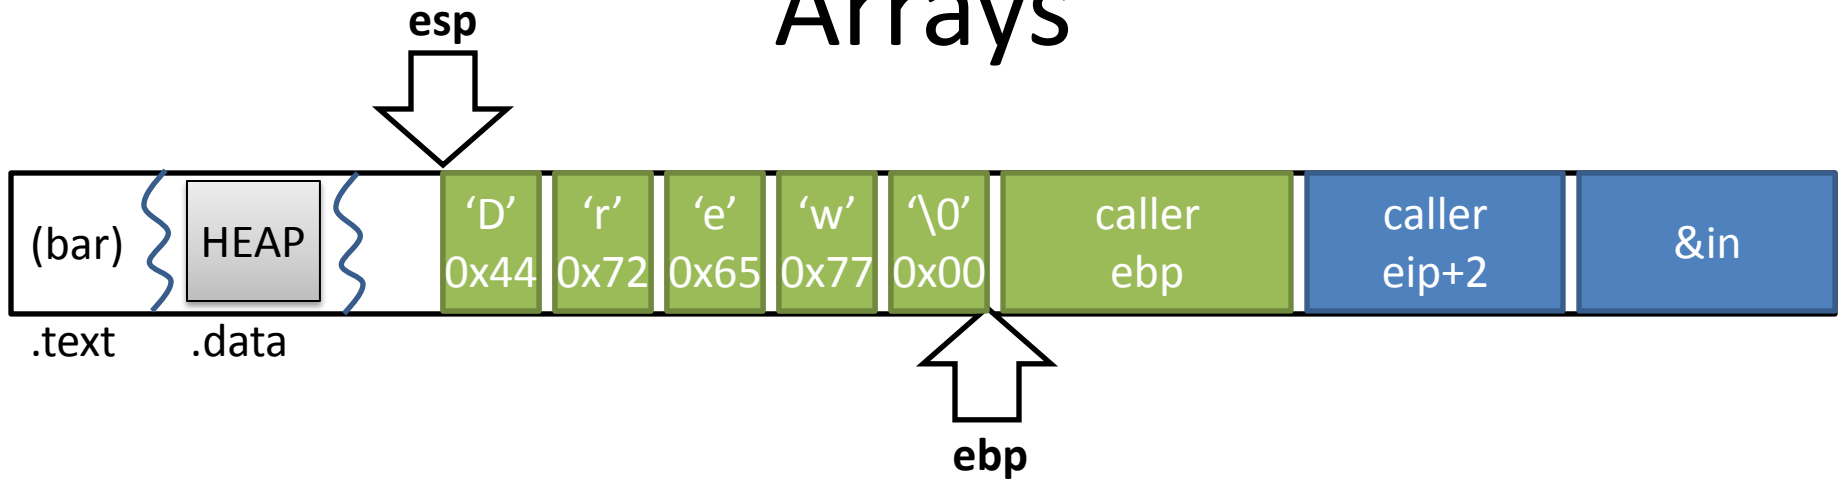 Arrays
esp
(bar)
HEAP
‘D’
0x44
‘r’
0x72
‘e’
0x65
‘w’
0x77
‘\0’
0x00
caller
ebp
caller
eip+2
&in
.text
.data
ebp